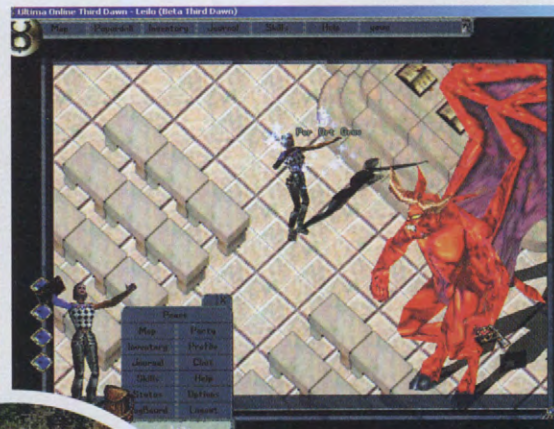 Ultima Online Third Dawn - Leilu (Beta Third Dawn)
Map Paperdoll Inventory Journal Skills Help
Por Ort Grav
Map Party
Inventory Profile
Journal Chat
Skills Help
Status Options
Logout